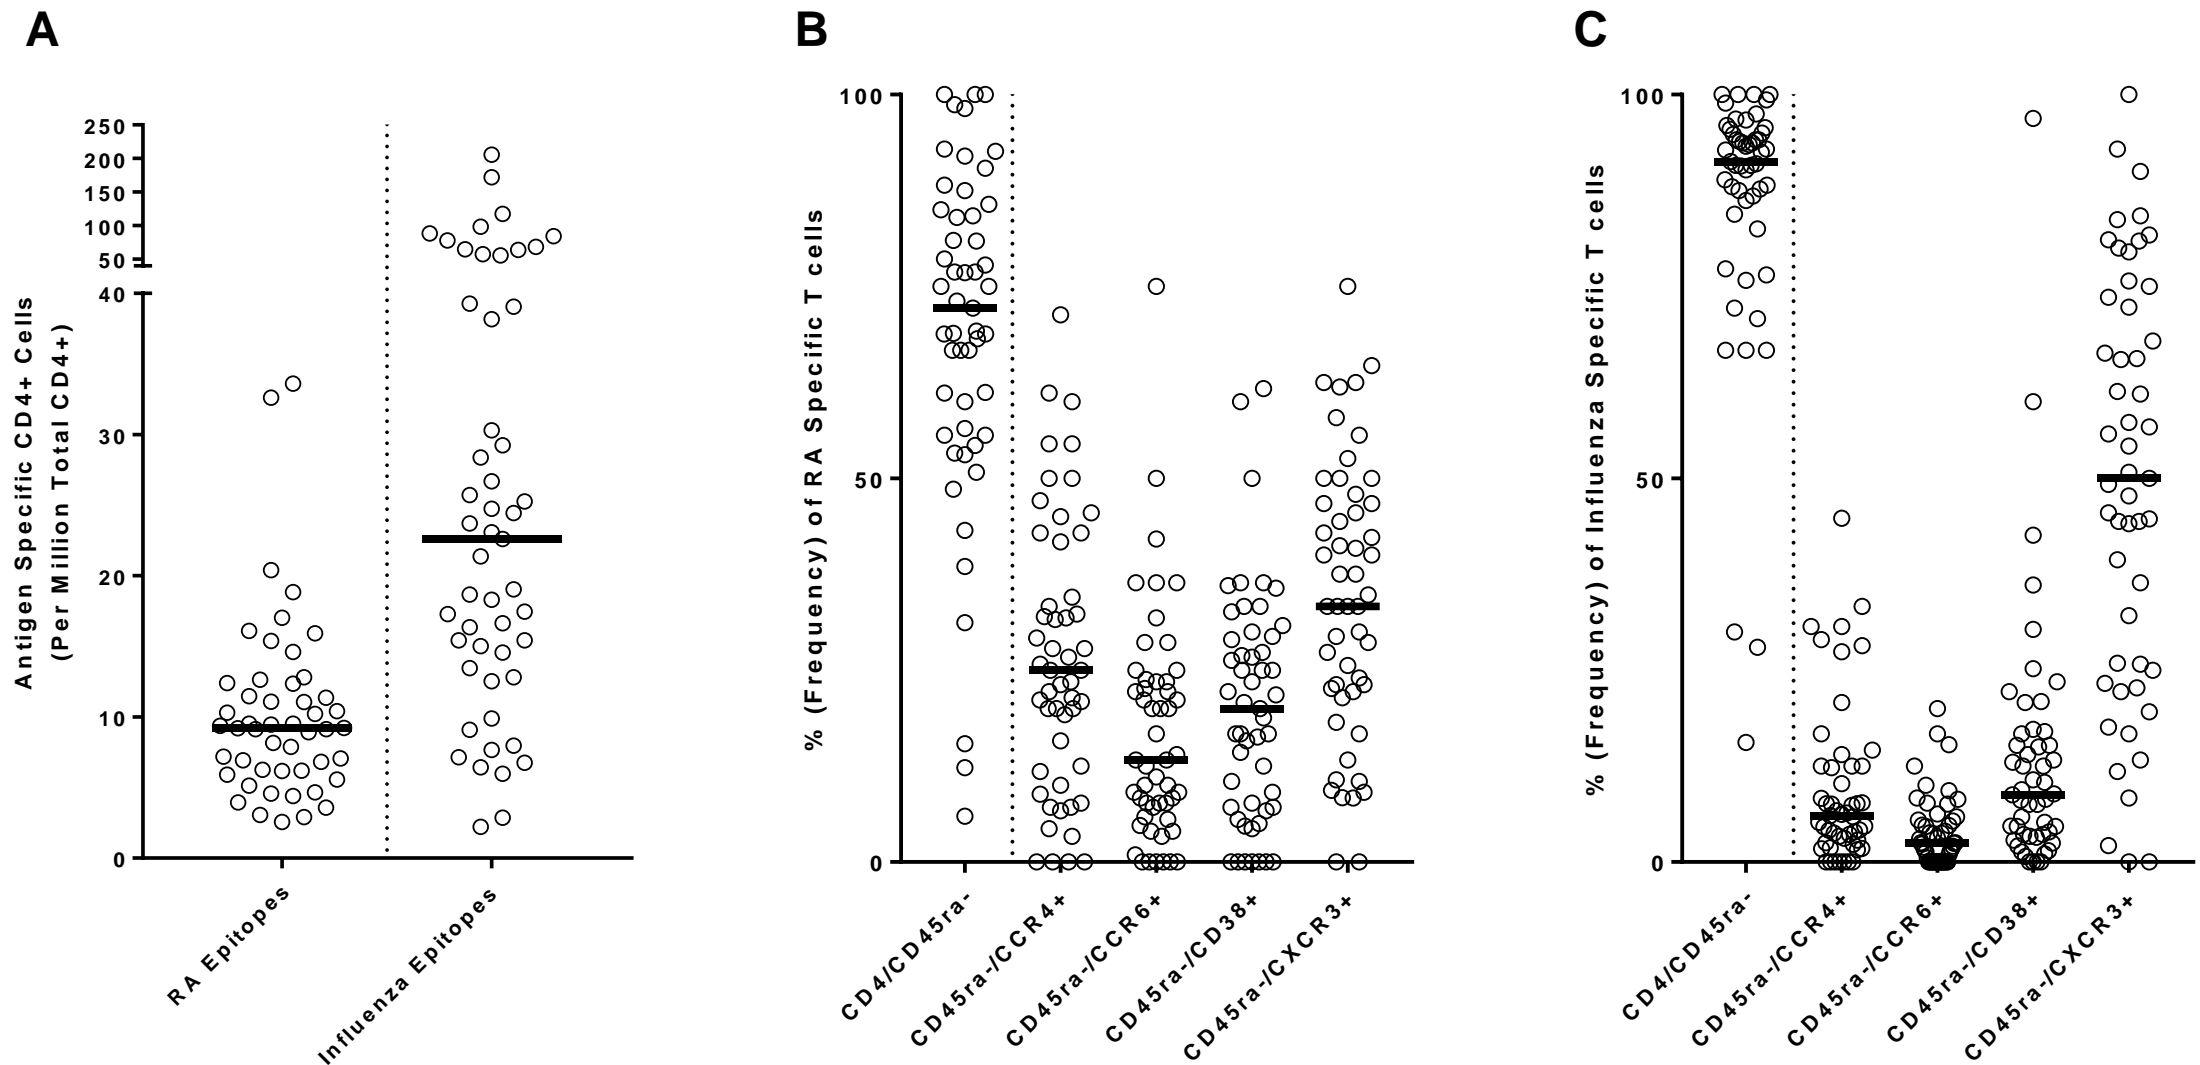 A
Antigen Specific CD4+ Cells
(Per Million Total CD4+)
250
200
150
100
50
40
30
20
10
0
RA Epitopes
Influenza Epitopes
B
% (Frequency) of RA Specific T cells
100
50
0
CD4/CD45ra-
CD45ra-/CCR4+
CD45ra-/CCR6+
CD45ra-/CD38+
CD45ra-/CXCR3+
C
% (Frequency) of Influenza Specific T cells
100
50
0
CD4/CD45ra-
CD45ra-/CCR4+
CD45ra-/CCR6+
CD45ra-/CD38+
CD45ra-/CXCR3+